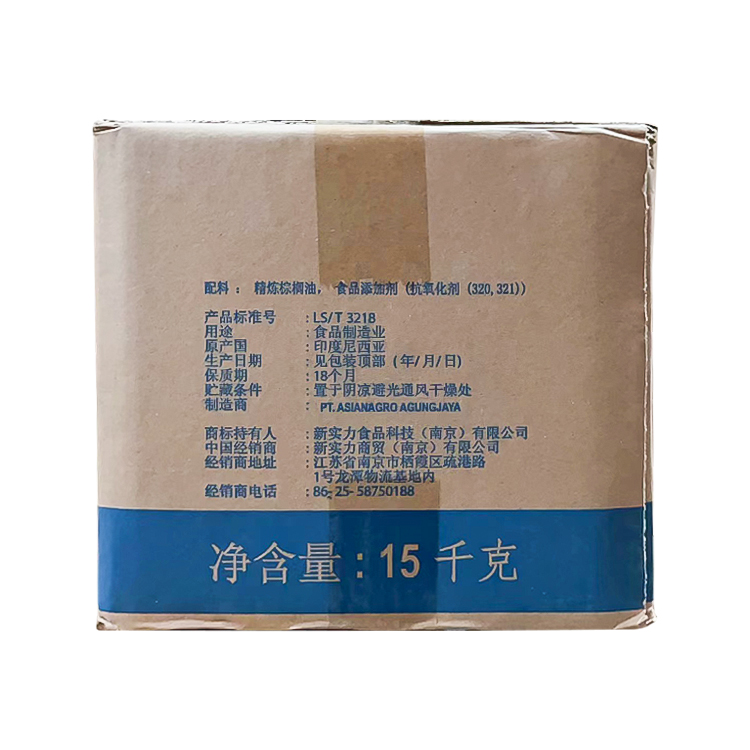 配料： 精炼棕榈油， 食品添加剂 (抗氧化剂 (320,321))
产品标准号 : LS/T 3218
用途 : 食品制造业
原产国 : 印度尼西亚
生产日期 : 见包装顶部 (年/月/日)
保质期 : 18个月
贮藏条件 : 置于阴凉避光通风干燥处
制造商 : PT. ASIANAGRO AGUNGJAYA
商标持有人 : 新实力食品科技（南京）有限公司
中国经销商 : 新实力商贸（南京）有限公司
经销商地址 : 江苏省南京市栖霞区疏港路
1号龙潭物流基地内
经销商电话 : 86-25-58750188
净含量：15千克